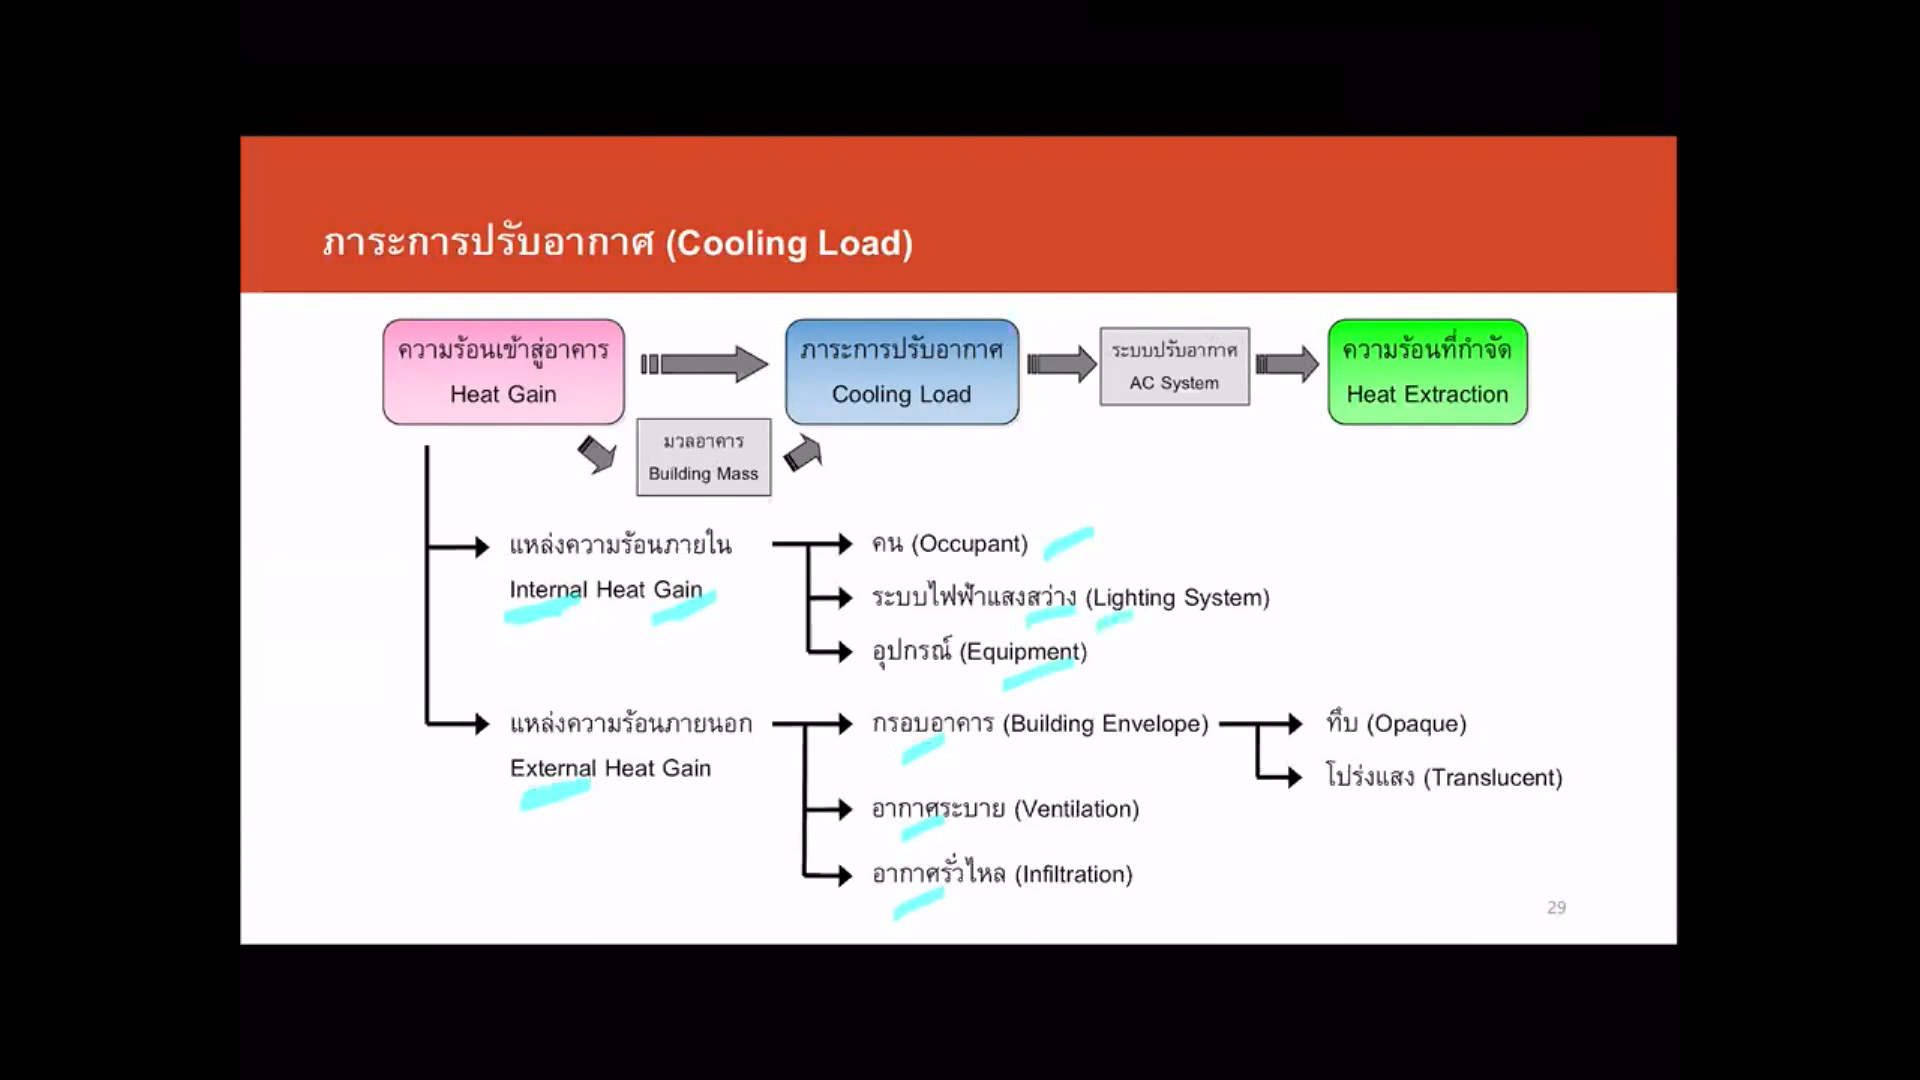 ภาระการปรับอากาศ (Cooling Load)
ความร้อนเข้าสู่อาคาร
Heat Gain
ภาระการปรับอากาศ
Cooling Load
ระบบปรับอากาศ
AC System
ความร้อนที่กำจัด
Heat Extraction
มวลอาคาร
Building Mass
แหล่งความร้อนภายใน
Internal Heat Gain
คน (Occupant)
ระบบไฟฟ้าแสงสว่าง (Lighting System)
อุปกรณ์ (Equipment)
แหล่งความร้อนภายนอก
External Heat Gain
กรอบอาคาร (Building Envelope)
ทึบ (Opaque)
โปร่งแสง (Translucent)
อากาศระบาย (Ventilation)
อากาศรั่วไหล (Infiltration)
29